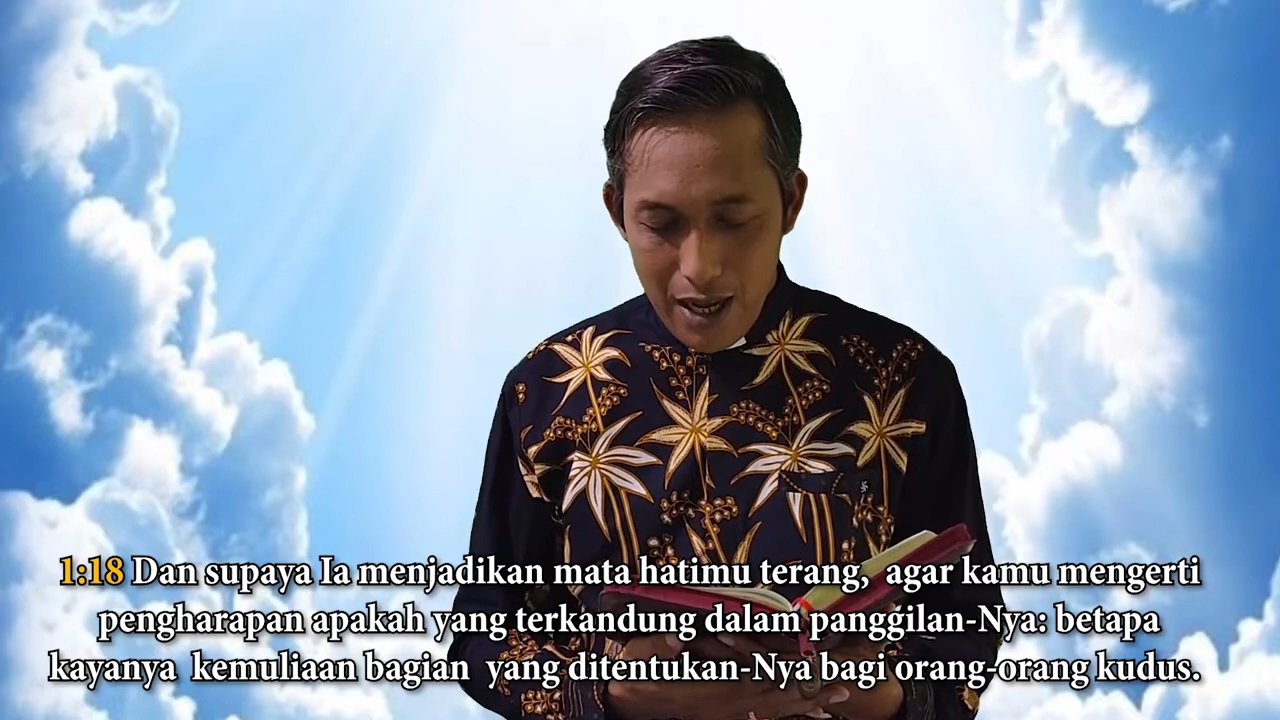 1:18 Dan supaya Ia menjadikan mata hatimu terang, agar kamu mengerti
pengharapan apakah yang terkandung dalam panggilan-Nya: betapa
kayanya kemuliaan bagian yang ditentukan-Nya bagi orang-orang kudus.